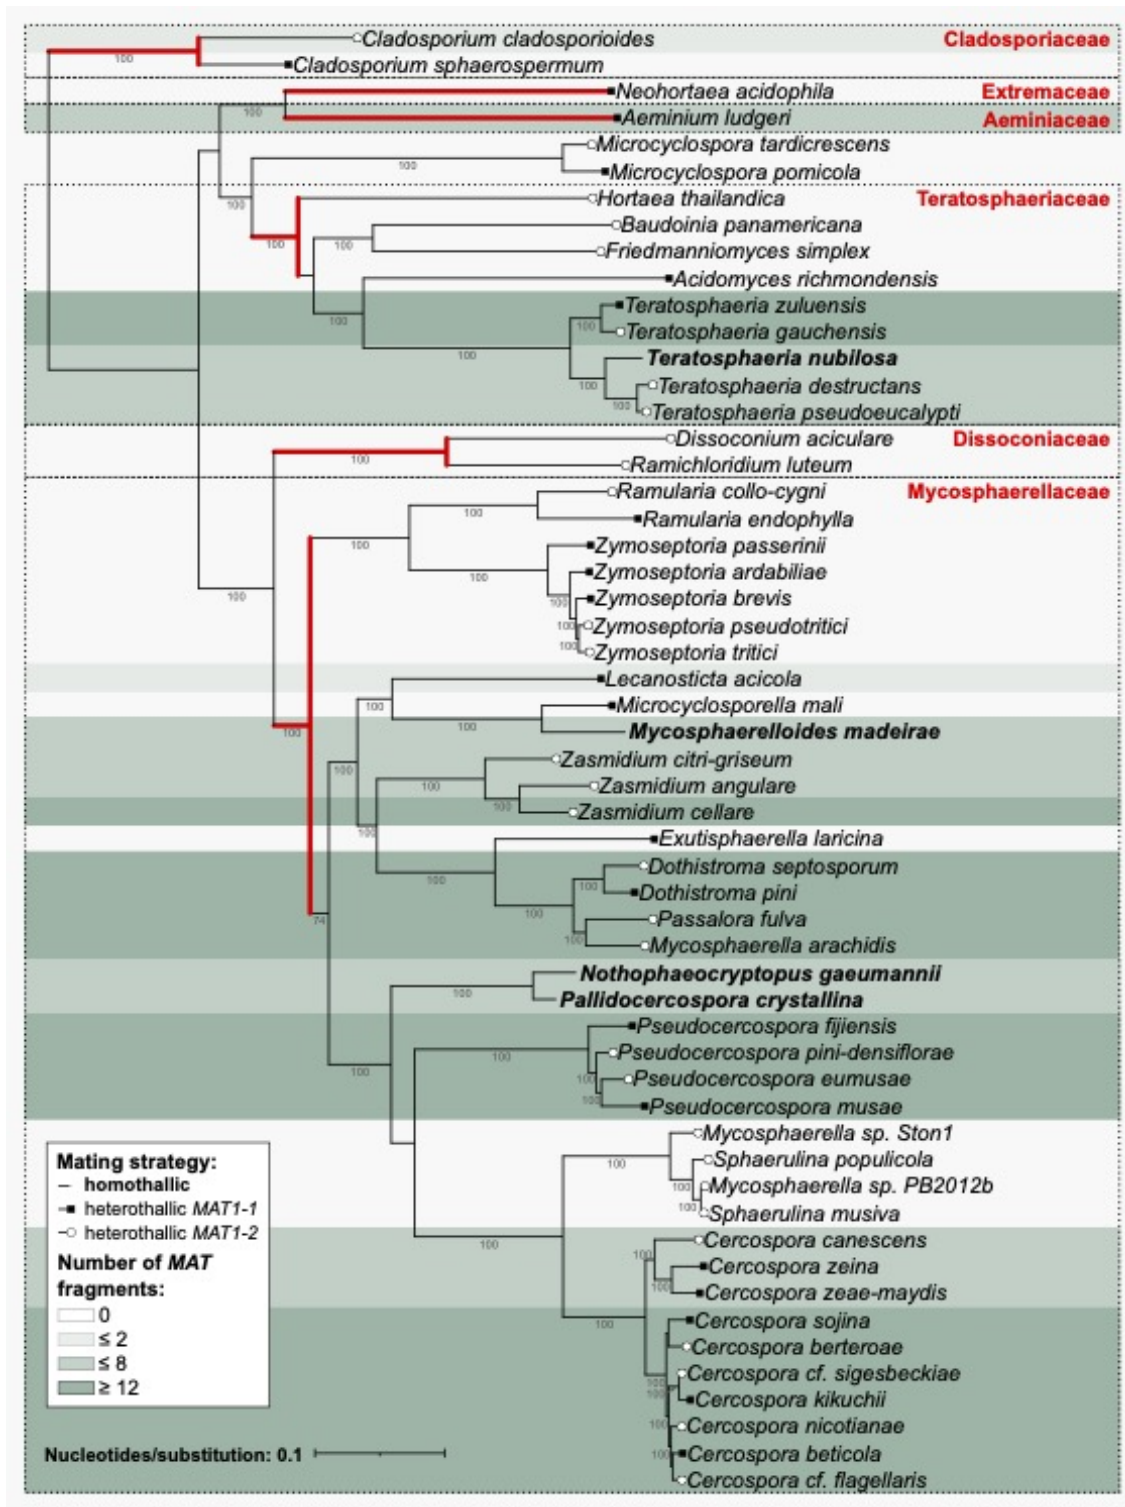 Cladosporium cladosporioides Cladosporiaceae
100
Cladosporium sphaerospermum
Neohortaea acidophila Extremaceae
100
Aeminium ludgeri Aeminiaceae
Microcyclospora tardicrescens
100
Microcyclospora pomicola
Hortaea thailandica Teratosphaeriaceae
100
Baudoinia panamericana
100 100
Friedmanniomyces simplex
Acidomyces richmondensis
Teratosphaeria zuluensis
100 100
Teratosphaeria gauchensis
100
Teratosphaeria nubilosa
Teratosphaeria destructans
100
100
Teratosphaeria pseudoeucalypti
Dissoconium aciculare Dissoconiaceae
100
Ramichloridium luteum
Ramularia collo-cygni Mycosphaerellaceae
100
Ramularia endophylla
100
Zymoseptoria passerinii
Zymoseptoria ardabiliae
100
100
Zymoseptoria brevis
100
Zymoseptoria pseudotritici
100
100
Zymoseptoria tritici
Lecanosticta acicola
100
Microcyclosporella mali
100
100
Mycosphaerelloides madeirae
Zasmidium citri-griseum
100
100
Zasmidium angulare
100
Zasmidium cellare
100
Exutisphaerella laricina
Dothistroma septosporum
100
100
Dothistroma pini
100
74
Passalora fulva
100
Mycosphaerella arachidis
Nothophaeocryptopus gaeumannii
100
Pallidocercospora crystallina
Pseudocercospora fijiensis
100
Pseudocercospora pini-densiflorae
100
100
Pseudocercospora eumusae
100
Pseudocercospora musae
Mycosphaerella sp. Ston1
100
Sphaerulina populicola
100
Mycosphaerella sp. PB2012b
100
Sphaerulina musiva
Cercospora canescens
100
100
Cercospora zeina
100
Cercospora zeae-maydis
Cercospora sojina
100
Cercospora berteroae
Cercospora cf. sigesbeckiae
100
100
Cercospora kikuchii
Cercospora nicotianae
100
Cercospora beticola
100
Cercospora cf. flagellaris
Mating strategy:
homothallic
heterothallic MAT1-1
heterothallic MAT1-2
Number of MAT
fragments:
0
≤ 2
≤ 8
≥ 12
Nucleotides/substitution: 0.1